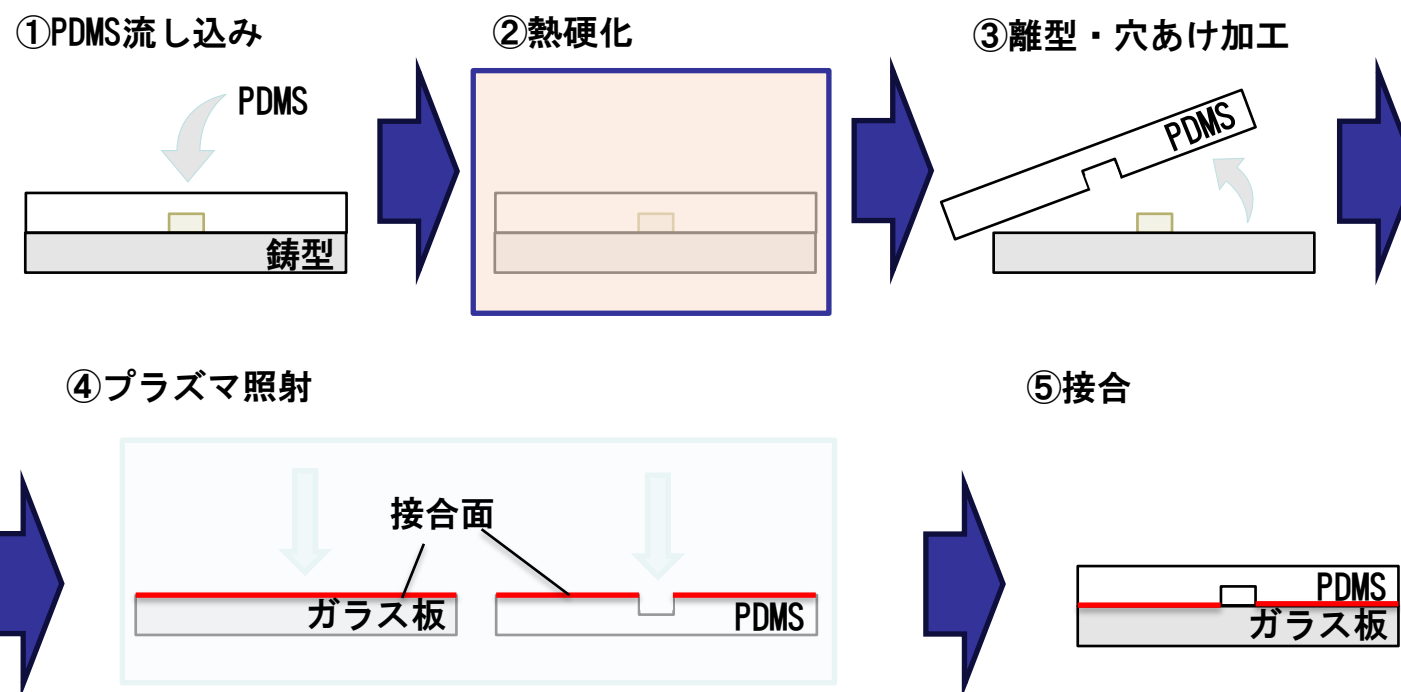 ①PDMS流し込み
②熱硬化
③離型・穴あけ加工
PDMS
鋳型
PDMS
④プラズマ照射
⑤接合
接合面
ガラス板
PDMS
PDMS
ガラス板